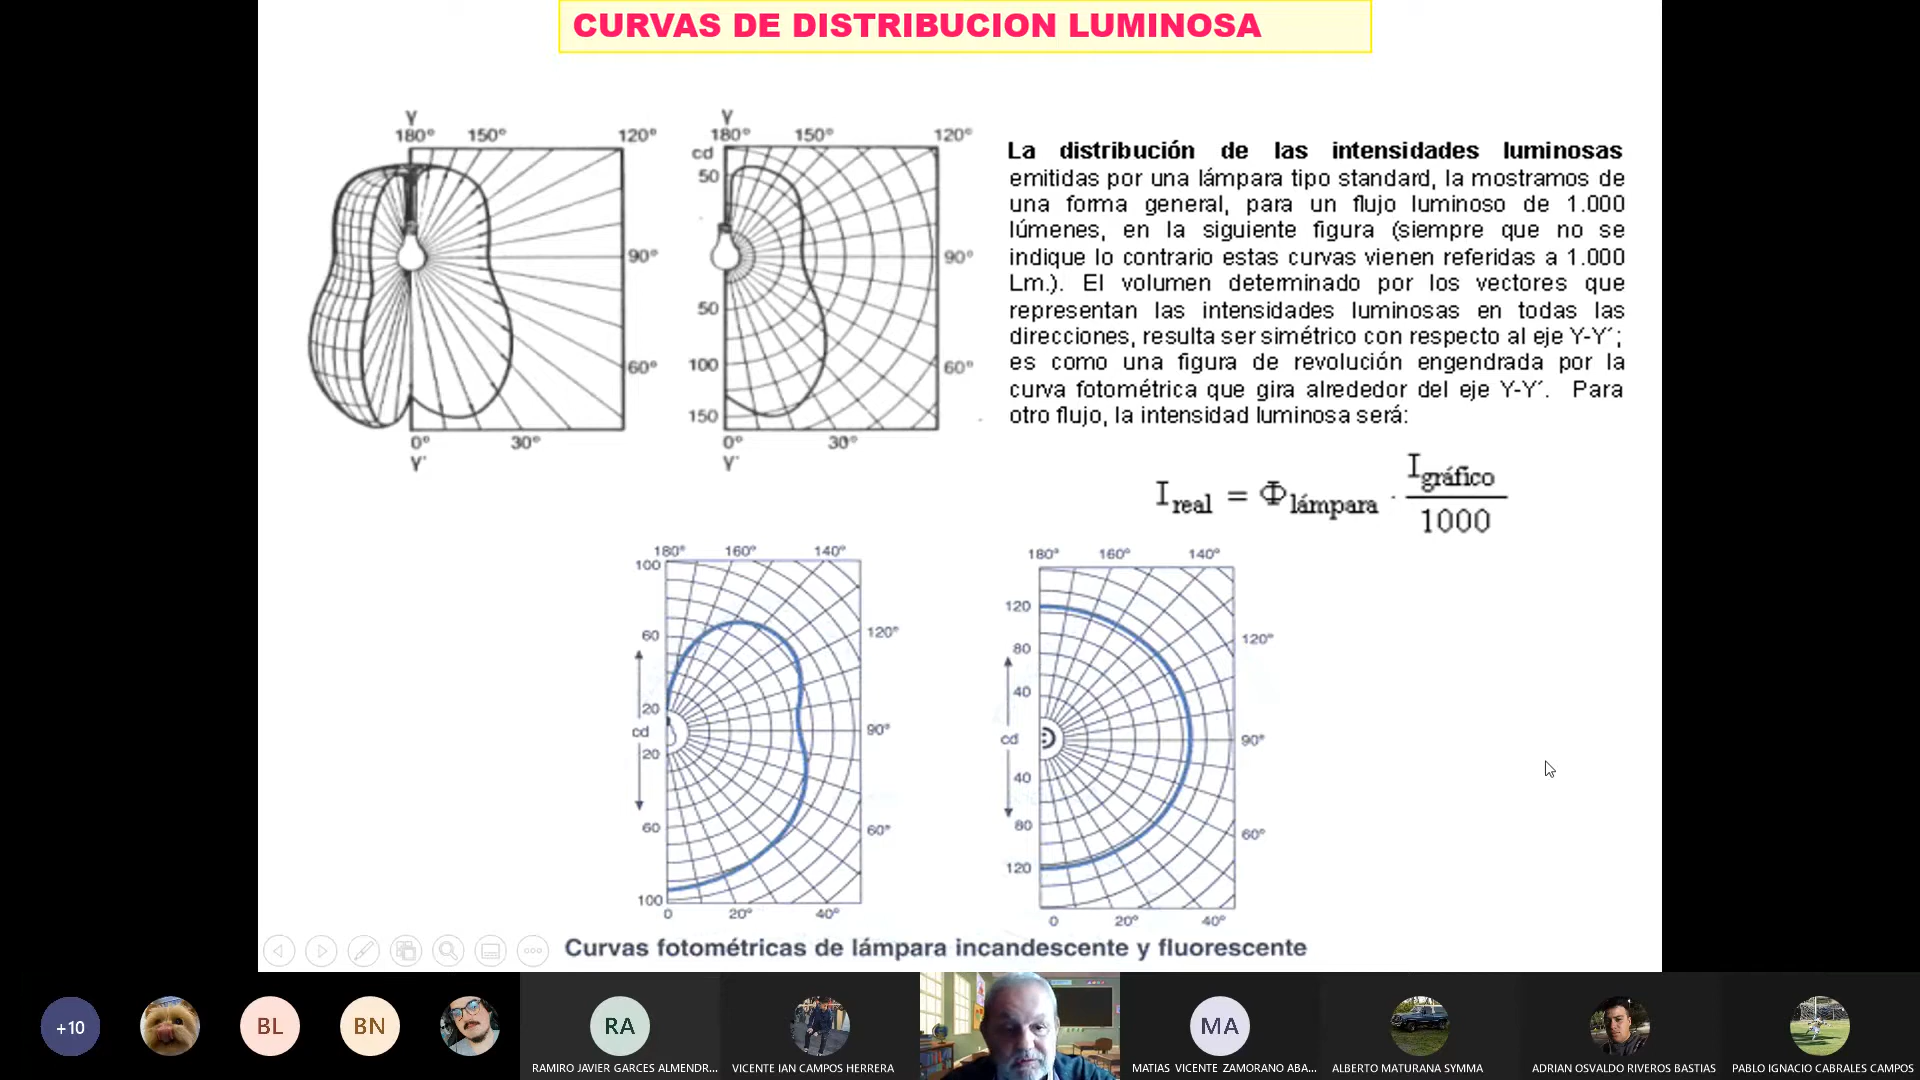 CURVAS DE DISTRIBUCION LUMINOSA
Y
180° 150° 120°
90°
60°
0° 30°
Y'
Y
180° 150° 120°
cd
50
90°
50
100
60°
150
0° 30°
Y'
La distribución de las intensidades luminosas
emitidas por una lámpara tipo standard, la mostramos de
una forma general, para un flujo luminoso de 1.000
lúmenes, en la siguiente figura (siempre que no se
indique lo contrario estas curvas vienen referidas a 1.000
Lm.). El volumen determinado por los vectores que
representan las intensidades luminosas en todas las
direcciones, resulta ser simétrico con respecto al eje Y-Y´;
es como una figura de revolución engendrada por la
curva fotométrica que gira alrededor del eje Y-Y´. Para
otro flujo, la intensidad luminosa será:
I real = Φ lámpara · I gráfico / 1000
180° 160° 140°
100
60
120°
20
cd
90°
20
60
60°
100
0 20° 40°
180° 160° 140°
120
120°
80
40
cd
90°
40
80
60°
120
0 20° 40°
Curvas fotométricas de lámpara incandescente y fluorescente
+10
BL
BN
RA
MA
RAMIRO JAVIER GARCES ALMENDR...
VICENTE IAN CAMPOS HERRERA
MATIAS VICENTE ZAMORANO ABA...
ALBERTO MATURANA SYMMA
ADRIAN OSVALDO RIVEROS BASTIAS
PABLO IGNACIO CABRALES CAMPOS